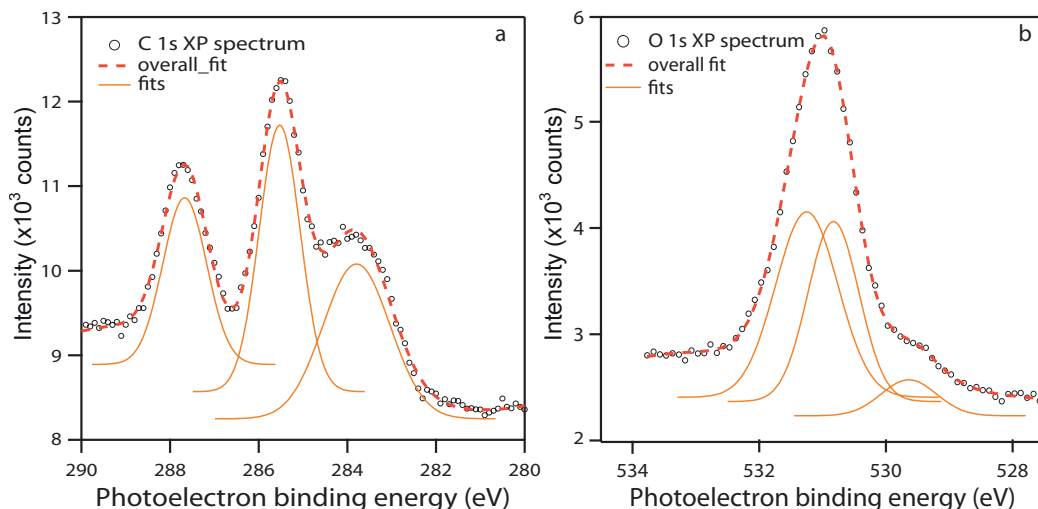 13
12
11
10
9
8
Intensity (x10³ counts)
a
C 1s XP spectrum
overall_fit
fits
290
288
286
284
282
280
Photoelectron binding energy (eV)
6
5
4
3
2
Intensity (x10³ counts)
b
O 1s XP spectrum
overall fit
fits
534
532
530
528
Photoelectron binding energy (eV)